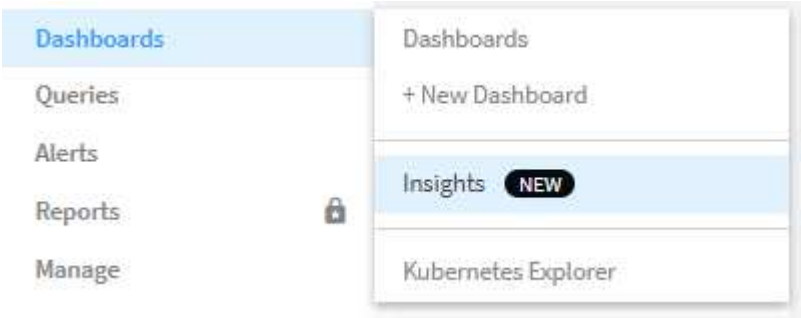 Dashboards
Queries
Alerts
Reports
Manage
Dashboards
+ New Dashboard
Insights NEW
Kubernetes Explorer